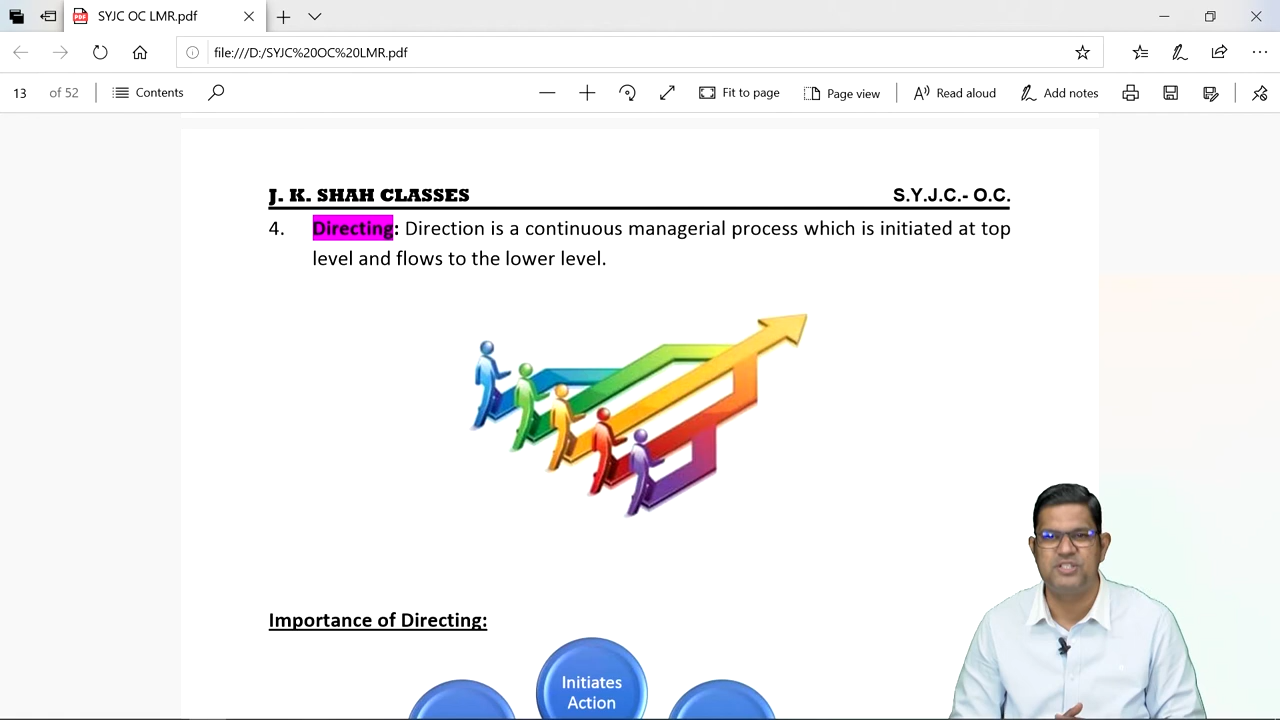 SYJC OC LMR.pdf
file:///D:/SYJC%20OC%20LMR.pdf
13 of 52 Contents Fit to page Page view Read aloud Add notes
J. K. SHAH CLASSES S.Y.J.C.- O.C.
4. Directing: Direction is a continuous managerial process which is initiated at top
level and flows to the lower level.
Importance of Directing:
Initiates
Action